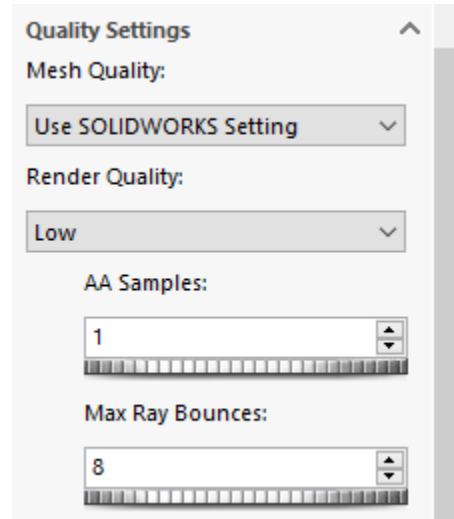 Quality Settings
Mesh Quality:
Use SOLIDWORKS Setting
Render Quality:
Low
AA Samples:
1
Max Ray Bounces:
8